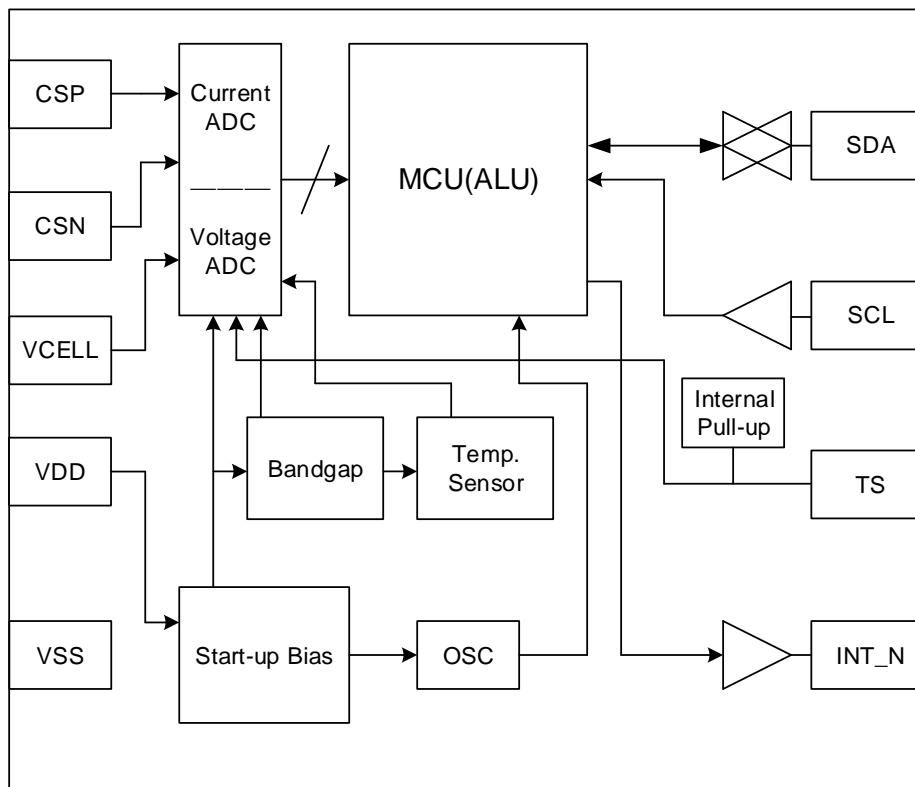 CSP
CSN
VCELL
VDD
VSS
Current
ADC
Voltage
ADC
MCU(ALU)
Bandgap
Temp.
Sensor
Start-up Bias
OSC
Internal
Pull-up
SDA
SCL
TS
INT_N